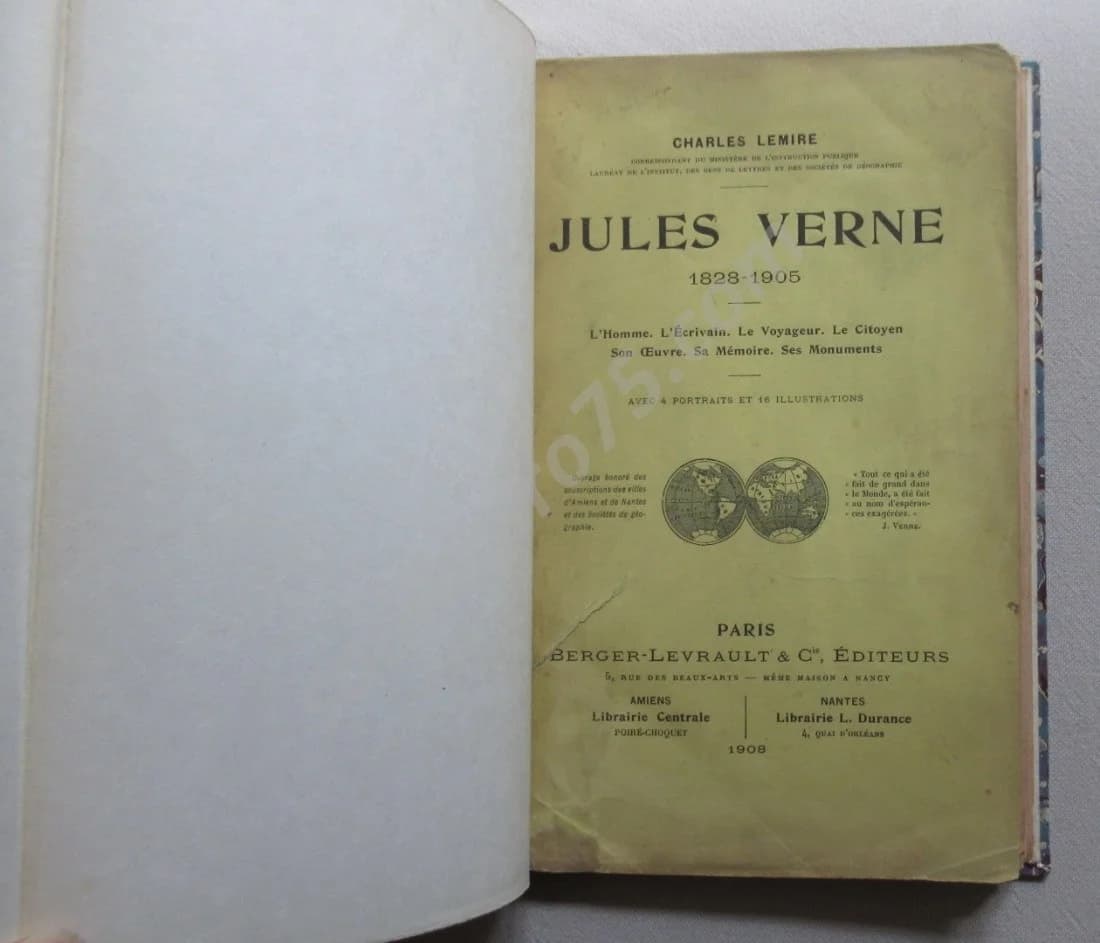 CHARLES LEMIRE
CORRESPONDANT DU MINISTÈRE DE L'INSTRUCTION PUBLIQUE
LAURÉAT DE L'INSTITUT, DES GENS DE LETTRES ET DES SOCIÉTÉS DE GÉOGRAPHIE
JULES VERNE
1828-1905
L'Homme. L'Écrivain. Le Voyageur. Le Citoyen
Son Œuvre. Sa Mémoire. Ses Monuments
AVEC 4 PORTRAITS ET 16 ILLUSTRATIONS
Ouvrage honoré des
souscriptions des villes
d'Amiens et de Nantes
et des Sociétés de géo-
graphie.
« Tout ce qui a été
« fait de grand dans
« le Monde, a été fait
« au nom d'espéran-
« ces exagérées. »
J. VERNE.
PARIS
BERGER-LEVRAULT & Cie, ÉDITEURS
5, RUE DES BEAUX-ARTS — MÊME MAISON A NANCY
AMIENS
Librairie Centrale
POIRÉ-CHOQUET
NANTES
Librairie L. Durance
4, QUAI D'ORLÉANS
1908
fo75.com